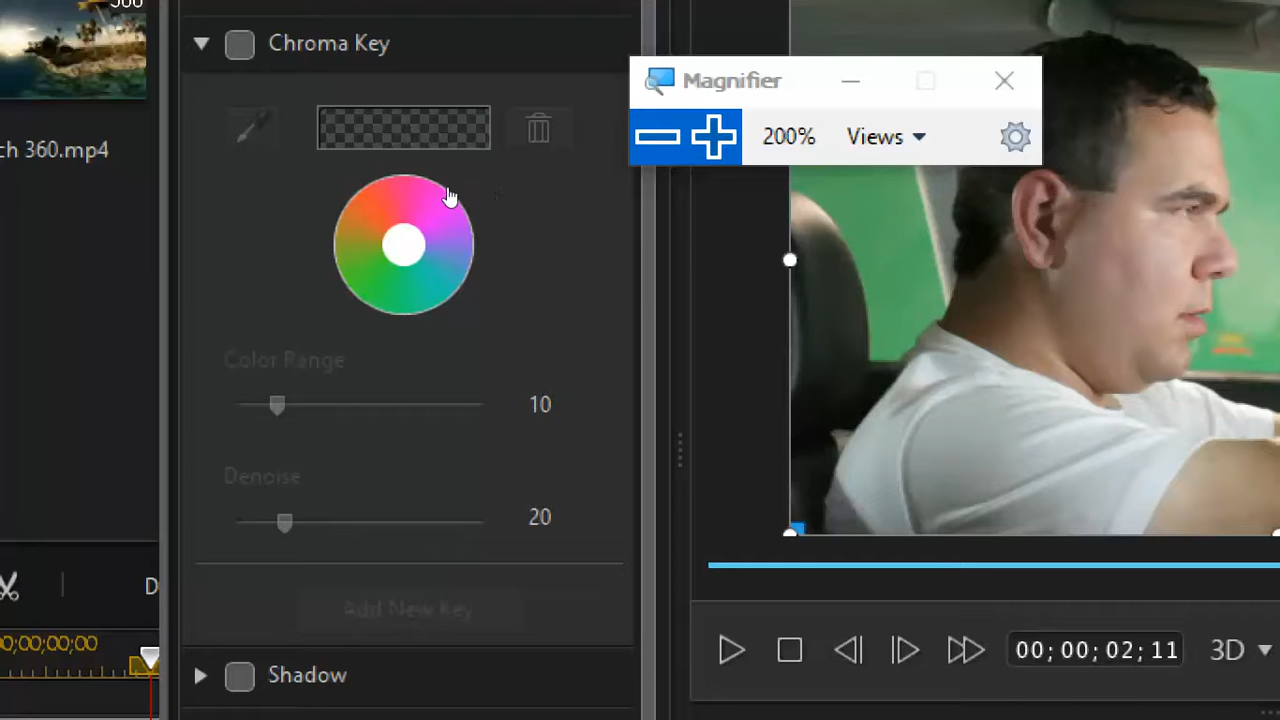 Chroma Key
Magnifier
200%
Views
ch 360.mp4
Color Range
10
Denoise
20
D
00;00;00;00
Add New Key
00; 00; 02; 11
3D
Shadow